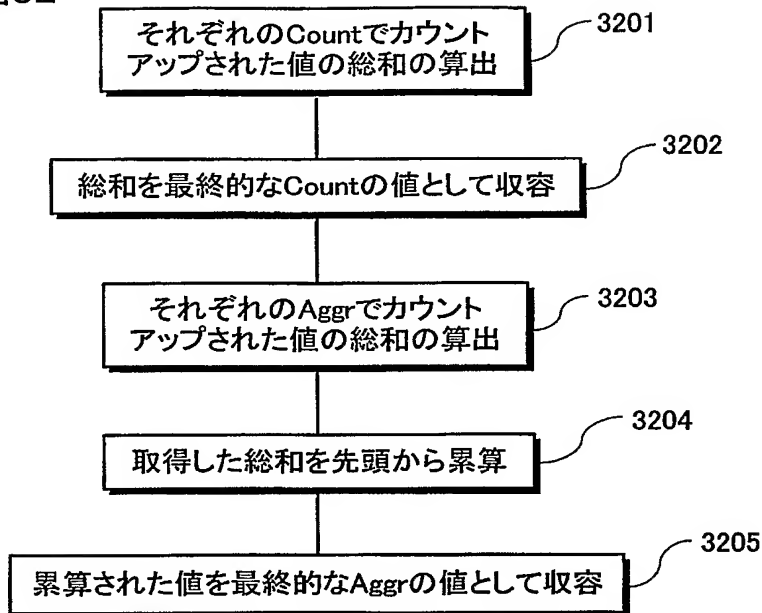 それぞれのCountでカウント
アップされた値の総和の算出
3201
3202
総和を最終的なCountの値として収容
それぞれのAggrでカウント
アップされた値の総和の算出
3203
3204
取得した総和を先頭から累算
3205
累算された値を最終的なAggrの値として収容